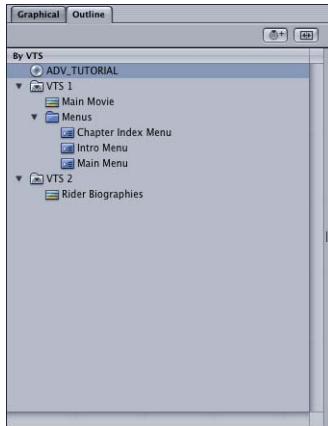 Graphical Outline
By VTS
ADV_TUTORIAL
VTS 1
Main Movie
Menus
Chapter Index Menu
Intro Menu
Main Menu
VTS 2
Rider Biographies